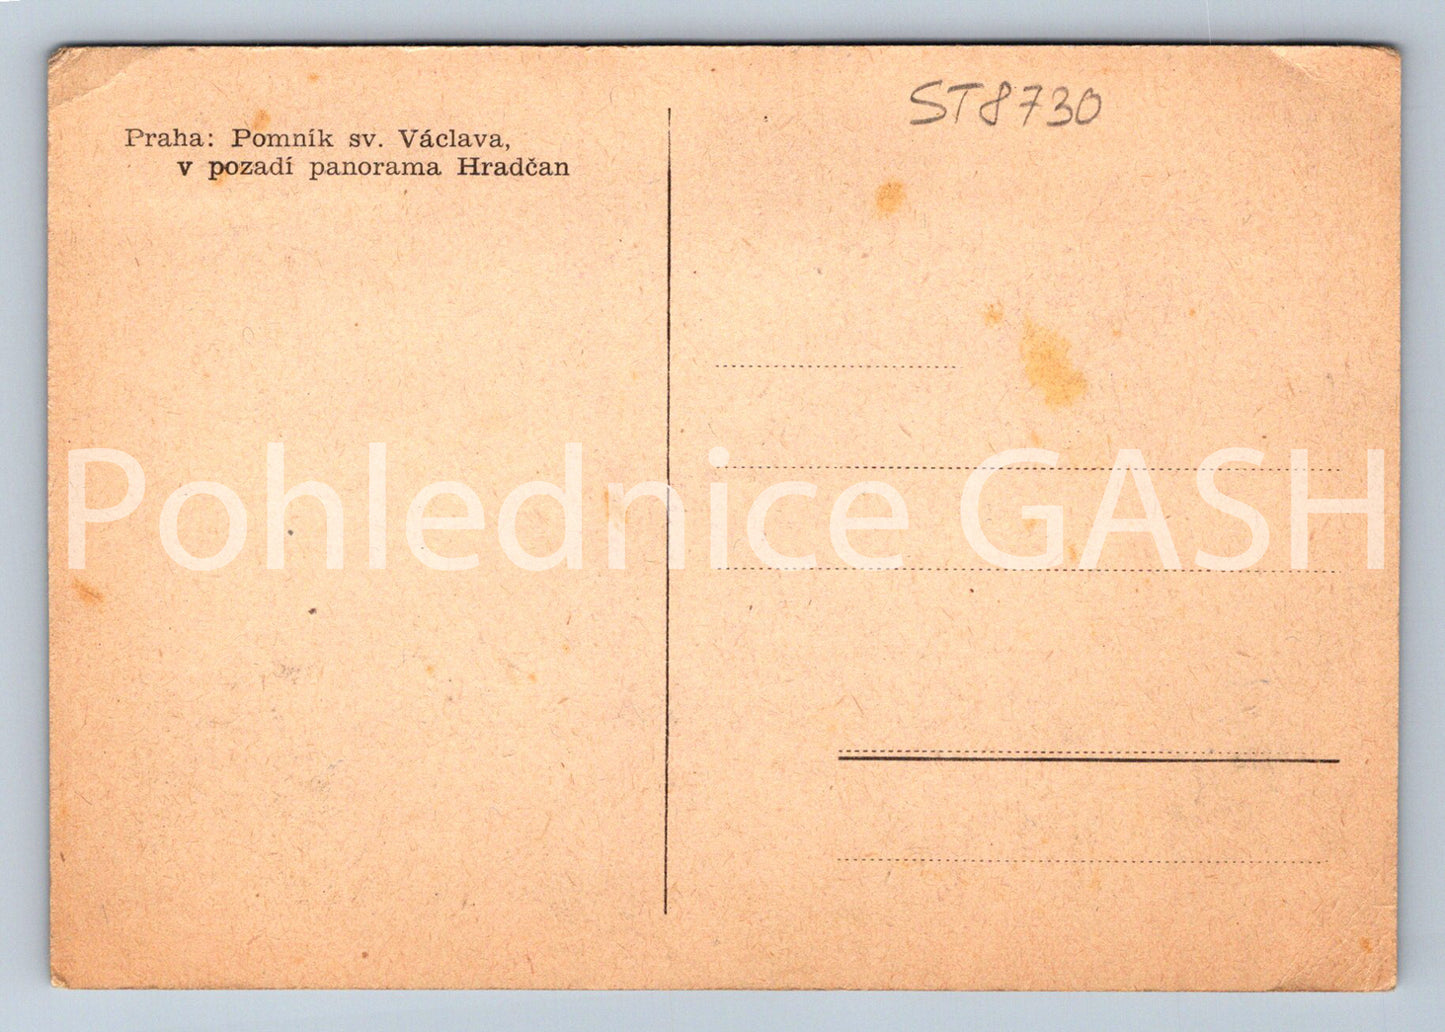 ST8730
Praha: Pomník sv. Václava,
v pozadí panorama Hradčan
Pohlednice GASH